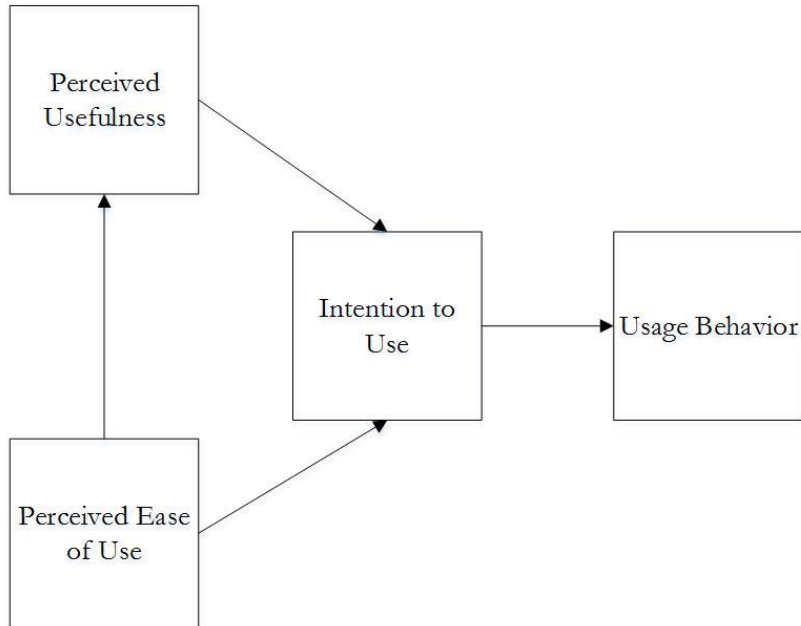 Perceived
Usefulness
Intention to
Use
Usage Behavior
Perceived Ease
of Use